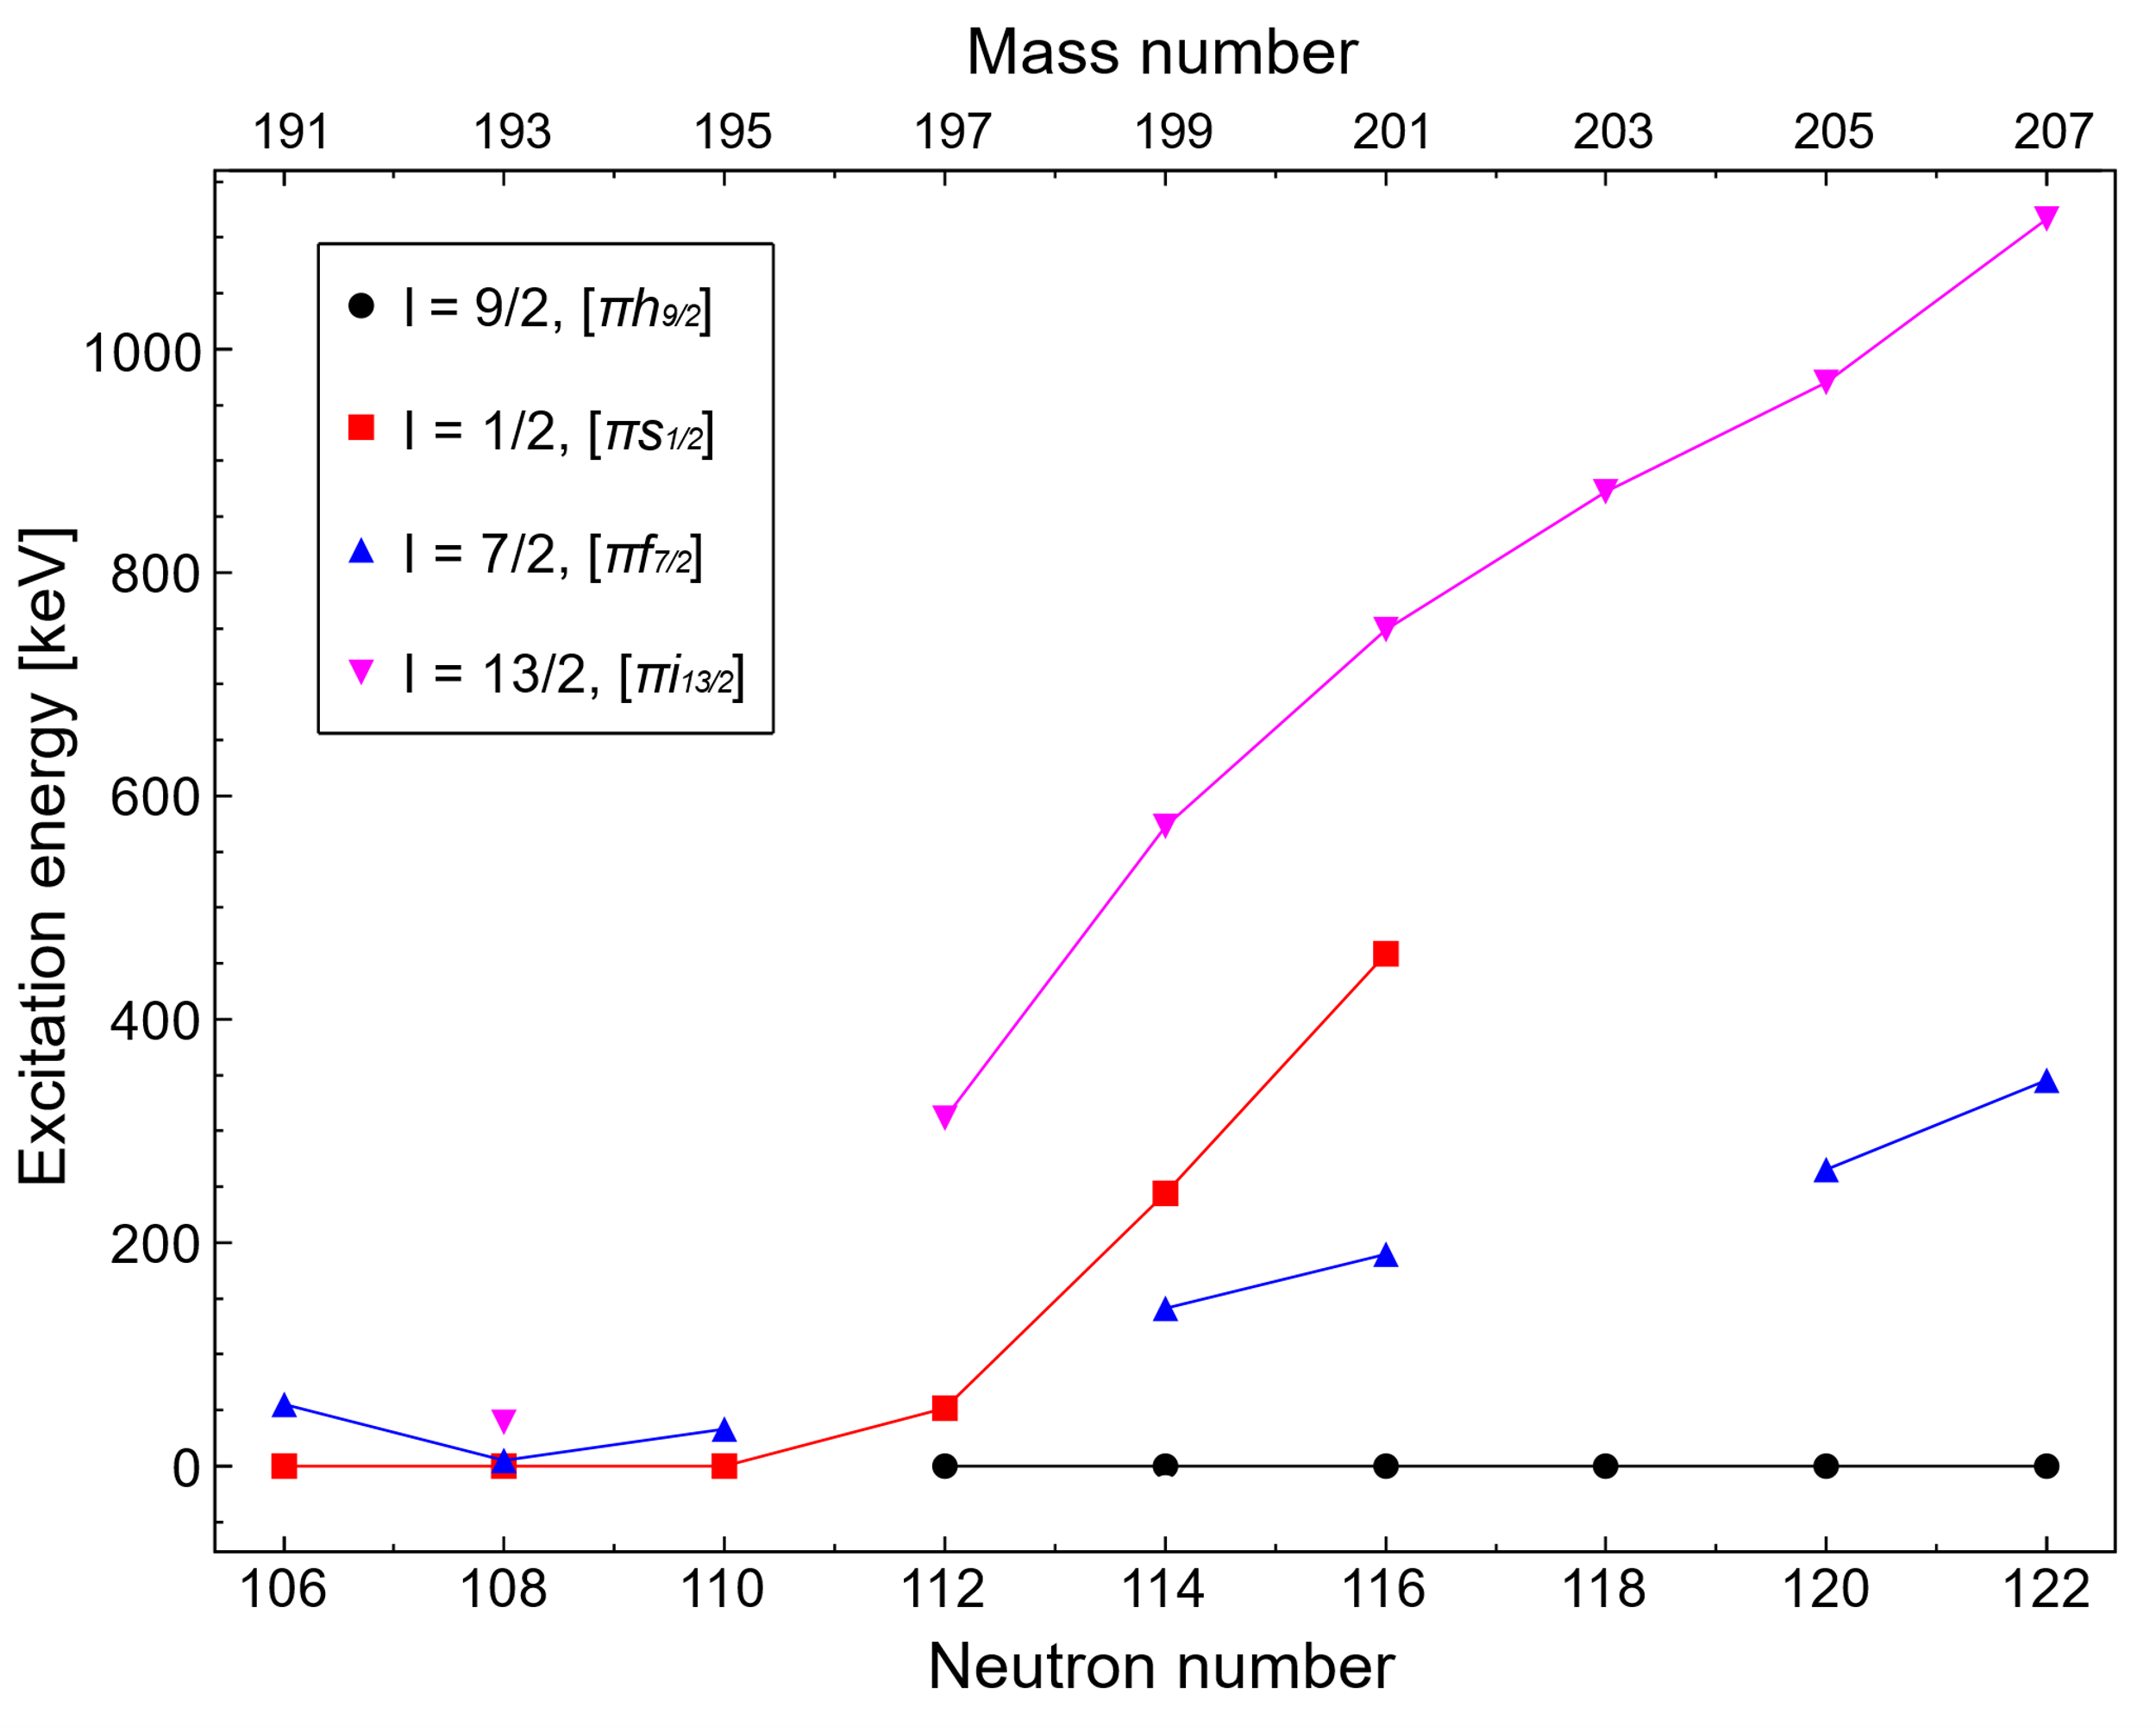 Mass number
191 193 195 197 199 201 203 205 207
I = 9/2, [πh9/2]
I = 1/2, [πs1/2]
I = 7/2, [πf7/2]
I = 13/2, [πi13/2]
1000
800
600
400
200
0
Excitation energy [keV]
106 108 110 112 114 116 118 120 122
Neutron number